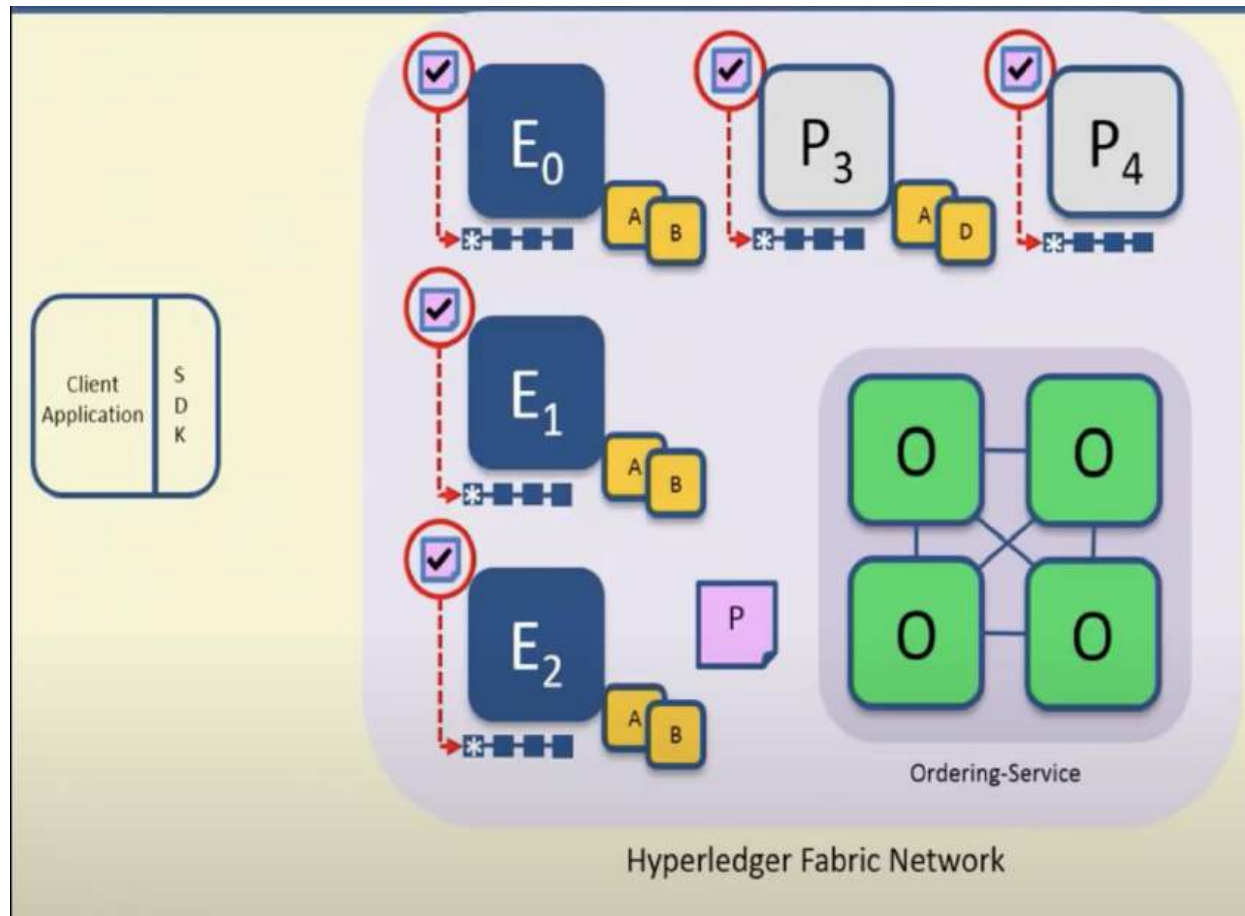 E0
A
B
P3
A
D
P4
Client
Application
S
D
K
E1
A
B
O
O
O
O
E2
A
B
P
Ordering-Service
Hyperledger Fabric Network